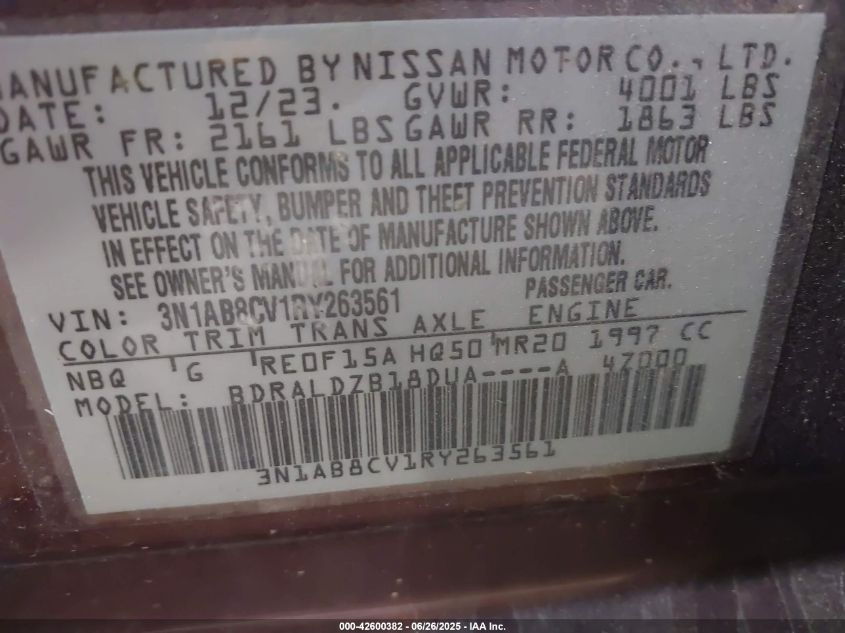 MANUFACTURED BY NISSAN MOTOR CO., LTD.
DATE: 12/23. GVWR: 4001 LBS
GAWR FR: 2161 LBS GAWR RR: 1863 LBS
THIS VEHICLE CONFORMS TO ALL APPLICABLE FEDERAL MOTOR
VEHICLE SAFETY, BUMPER AND THEFT PREVENTION STANDARDS
IN EFFECT ON THE DATE OF MANUFACTURE SHOWN ABOVE.
SEE OWNER'S MANUAL FOR ADDITIONAL INFORMATION.
VIN: 3N1AB8CV1RY263561 PASSENGER CAR.
COLOR TRIM TRANS AXLE ENGINE
NBQ G RE0F15A HQ50 MR20 1997 CC
MODEL: BDRALDZB18DUA----A 4Z000
3N1AB8CV1RY263561
000-42600382 | 06/26/2025 - IAA Inc.